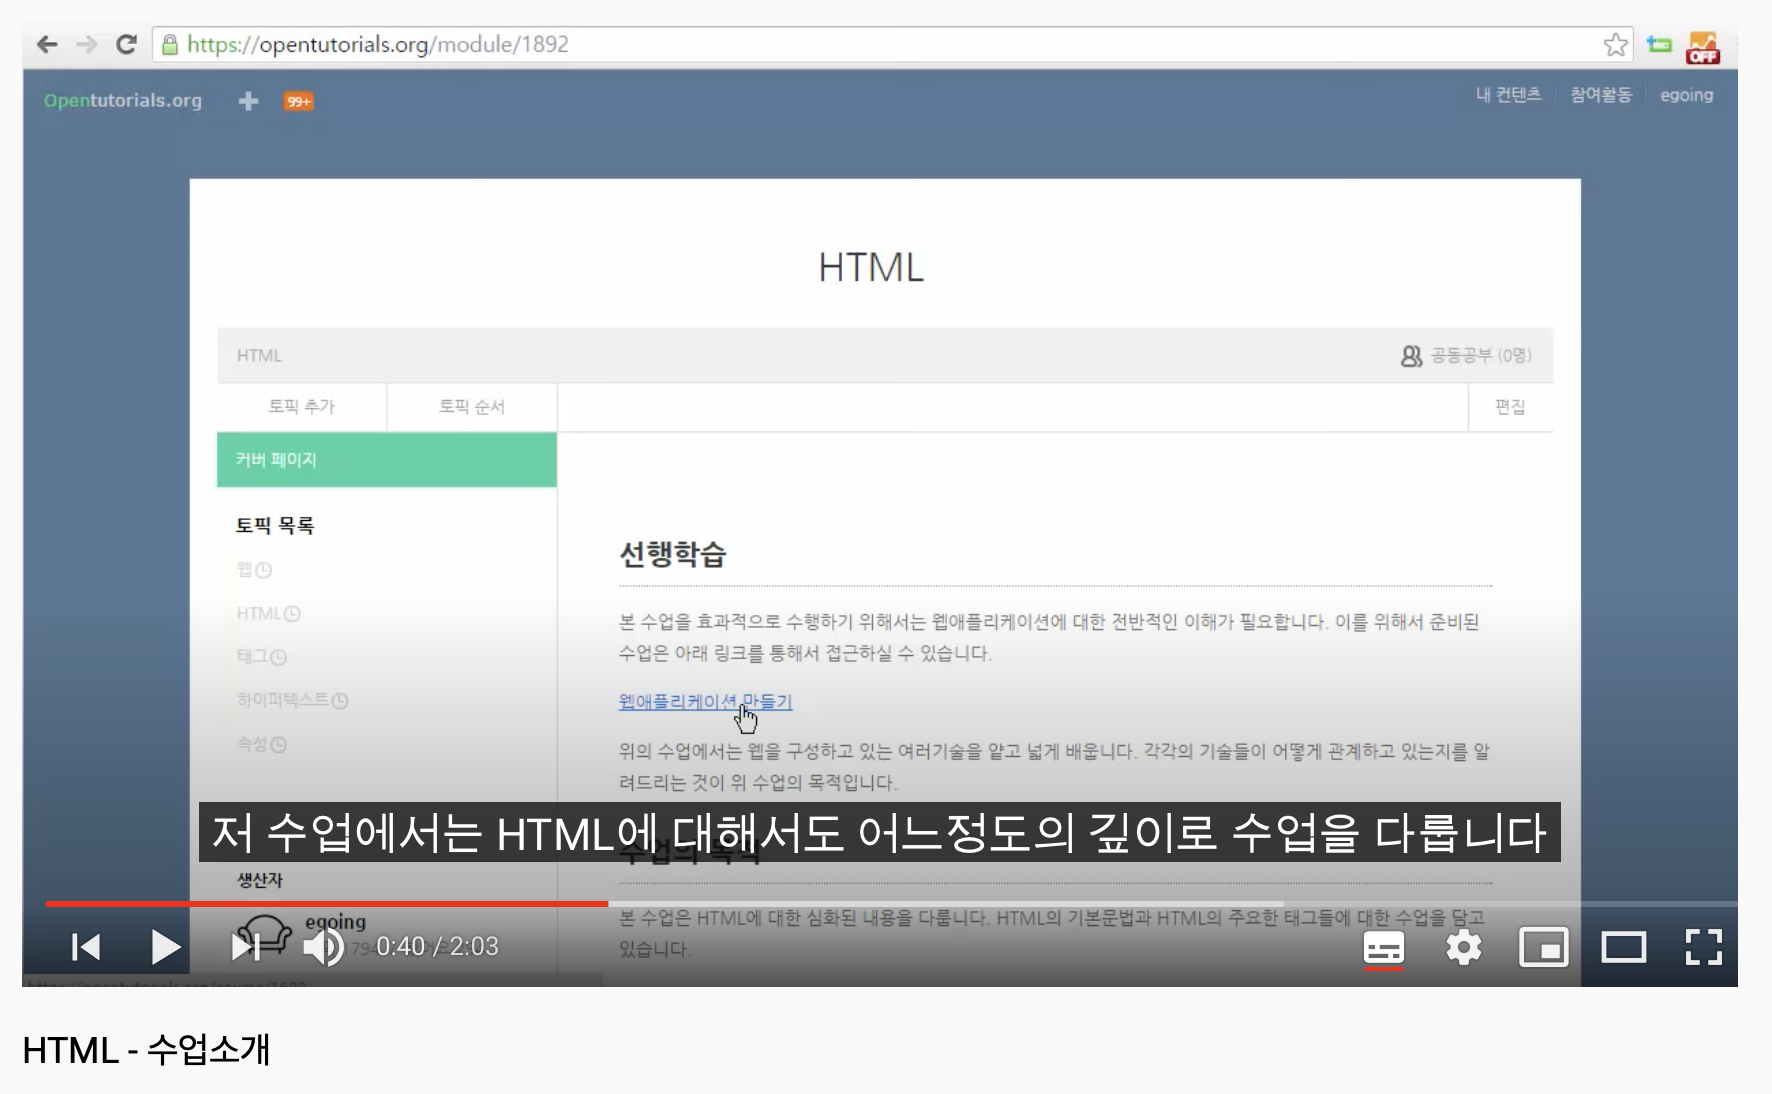 https://opentutorials.org/module/1892
OFF
Opentutorials.org 99+ 내 컨텐츠 참여활동 egoing
HTML
HTML 공동공부 (0명)
토픽 추가 토픽 순서 편집
커버 페이지
토픽 목록
웹
HTML
태그
하이퍼텍스트
속성
선행학습
본 수업을 효과적으로 수행하기 위해서는 웹애플리케이션에 대한 전반적인 이해가 필요합니다. 이를 위해서 준비된
수업은 아래 링크를 통해서 접근하실 수 있습니다.
웹애플리케이션 만들기
위의 수업에서는 웹을 구성하고 있는 여러기술을 얕고 넓게 배웁니다. 각각의 기술들이 어떻게 관계하고 있는지를 알
려드리는 것이 위 수업의 목적입니다.
저 수업에서는 HTML에 대해서도 어느정도의 깊이로 수업을 다룹니다
수업의 목적
생산자
egoing
본 수업은 HTML에 대한 심화된 내용을 다룹니다. HTML의 기본문법과 HTML의 주요한 태그들에 대한 수업을 담고
있습니다.
0:40 / 2:03
HTML - 수업소개